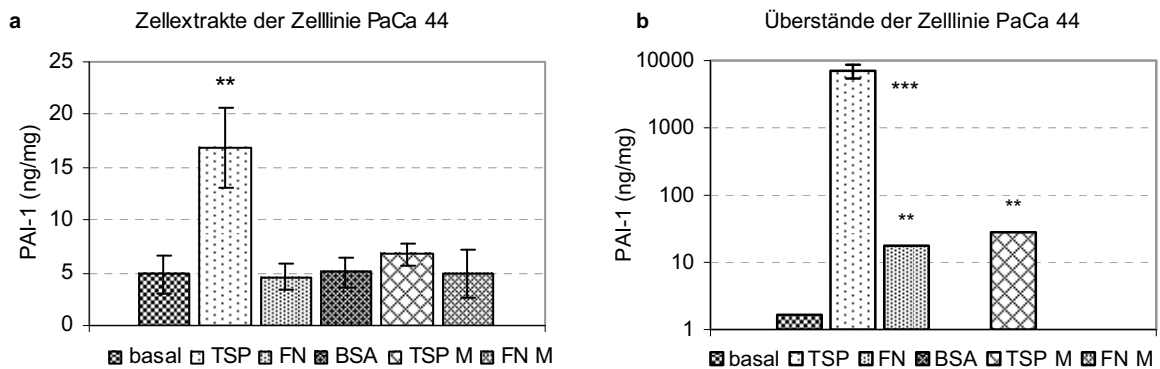 a
Zellextrakte der Zelllinie PaCa 44
PAI-1 (ng/mg)
25
20
15
10
5
0
**
basal TSP FN BSA TSP M FN M
b
Überstände der Zelllinie PaCa 44
PAI-1 (ng/mg)
10000
1000
100
10
1
***
**
**
basal TSP FN BSA TSP M FN M